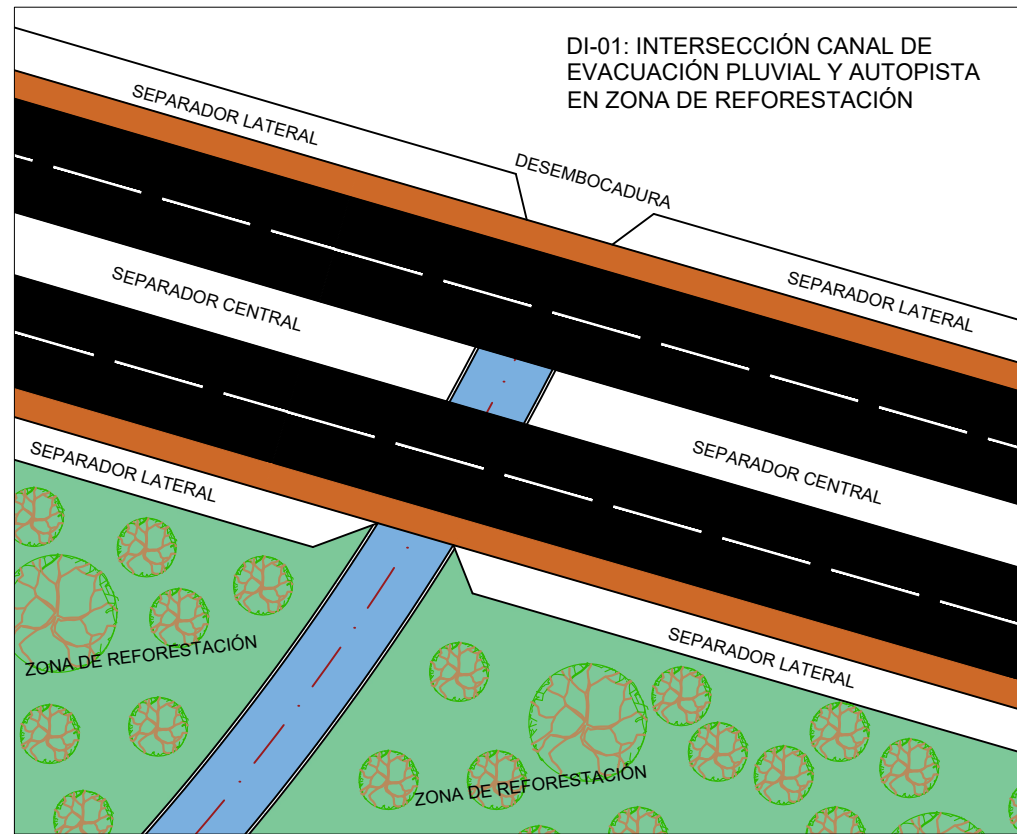 DI-01: INTERSECCIÓN CANAL DE
EVACUACIÓN PLUVIAL Y AUTOPISTA
EN ZONA DE REFORESTACIÓN
SEPARADOR LATERAL
DESEMBOCADURA
SEPARADOR LATERAL
SEPARADOR CENTRAL
SEPARADOR CENTRAL
SEPARADOR LATERAL
SEPARADOR LATERAL
ZONA DE REFORESTACIÓN
ZONA DE REFORESTACIÓN